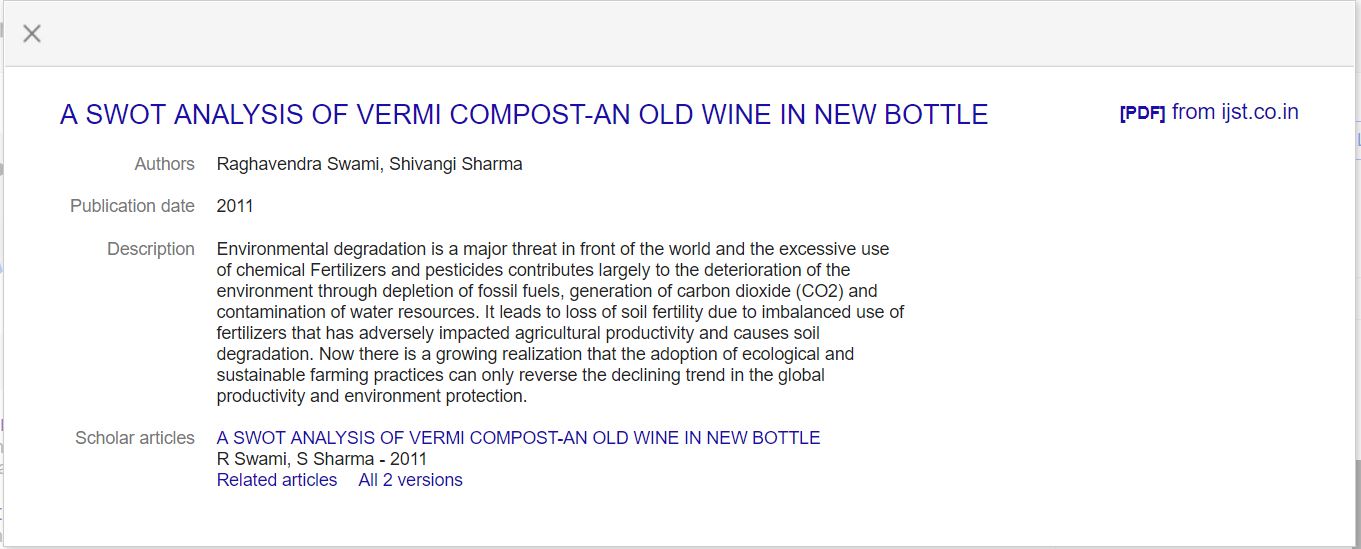 A SWOT ANALYSIS OF VERMI COMPOST-AN OLD WINE IN NEW BOTTLE
[PDF] from ijst.co.in
Authors Raghavendra Swami, Shivangi Sharma
Publication date 2011
Description Environmental degradation is a major threat in front of the world and the excessive use
of chemical Fertilizers and pesticides contributes largely to the deterioration of the
environment through depletion of fossil fuels, generation of carbon dioxide (CO2) and
contamination of water resources. It leads to loss of soil fertility due to imbalanced use of
fertilizers that has adversely impacted agricultural productivity and causes soil
degradation. Now there is a growing realization that the adoption of ecological and
sustainable farming practices can only reverse the declining trend in the global
productivity and environment protection.
Scholar articles A SWOT ANALYSIS OF VERMI COMPOST-AN OLD WINE IN NEW BOTTLE
R Swami, S Sharma - 2011
Related articles All 2 versions